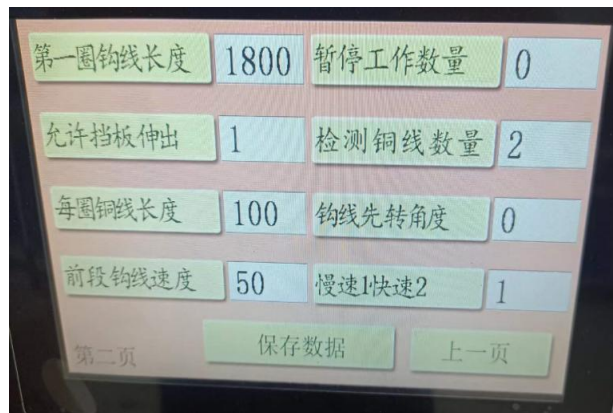 第一圈钩线长度 1800 暂停工作数量 0
允许挡板伸出 1 检测铜线数量 2
每圈铜线长度 100 钩线先转角度 0
前段钩线速度 50 慢速1快速2 1
第二页 保存数据 上一页